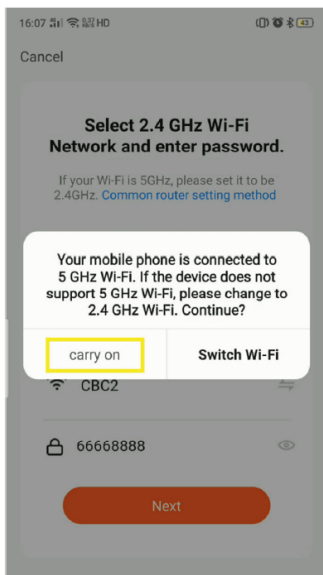 16:07 HD 43
Cancel
Select 2.4 GHz Wi-Fi
Network and enter password.
If your Wi-Fi is 5GHz, please set it to be
2.4GHz. Common router setting method
Your mobile phone is connected to
5 GHz Wi-Fi. If the device does not
support 5 GHz Wi-Fi, please change to
2.4 GHz Wi-Fi. Continue?
carry on Switch Wi-Fi
CBC2
66668888
Next